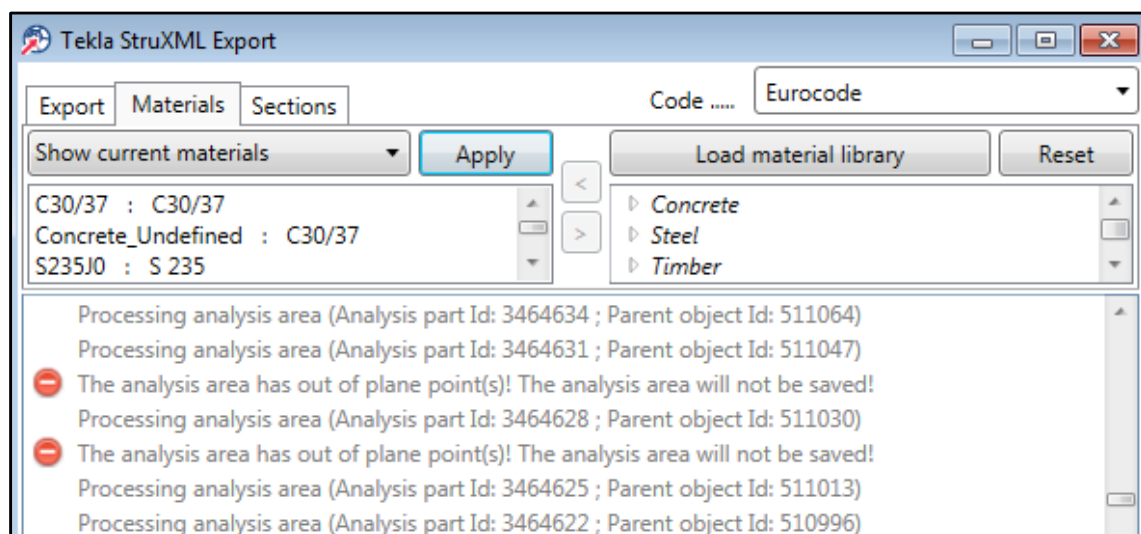 Tekla StruXML Export
Export Materials Sections Code ..... Eurocode
Show current materials Apply < Load material library Reset
C30/37 : C30/37 > Concrete
Concrete_Undefined : C30/37 Steel
S235J0 : S 235 Timber
Processing analysis area (Analysis part Id: 3464634 ; Parent object Id: 511064)
Processing analysis area (Analysis part Id: 3464631 ; Parent object Id: 511047)
The analysis area has out of plane point(s)! The analysis area will not be saved!
Processing analysis area (Analysis part Id: 3464628 ; Parent object Id: 511030)
The analysis area has out of plane point(s)! The analysis area will not be saved!
Processing analysis area (Analysis part Id: 3464625 ; Parent object Id: 511013)
Processing analysis area (Analysis part Id: 3464622 ; Parent object Id: 510996)